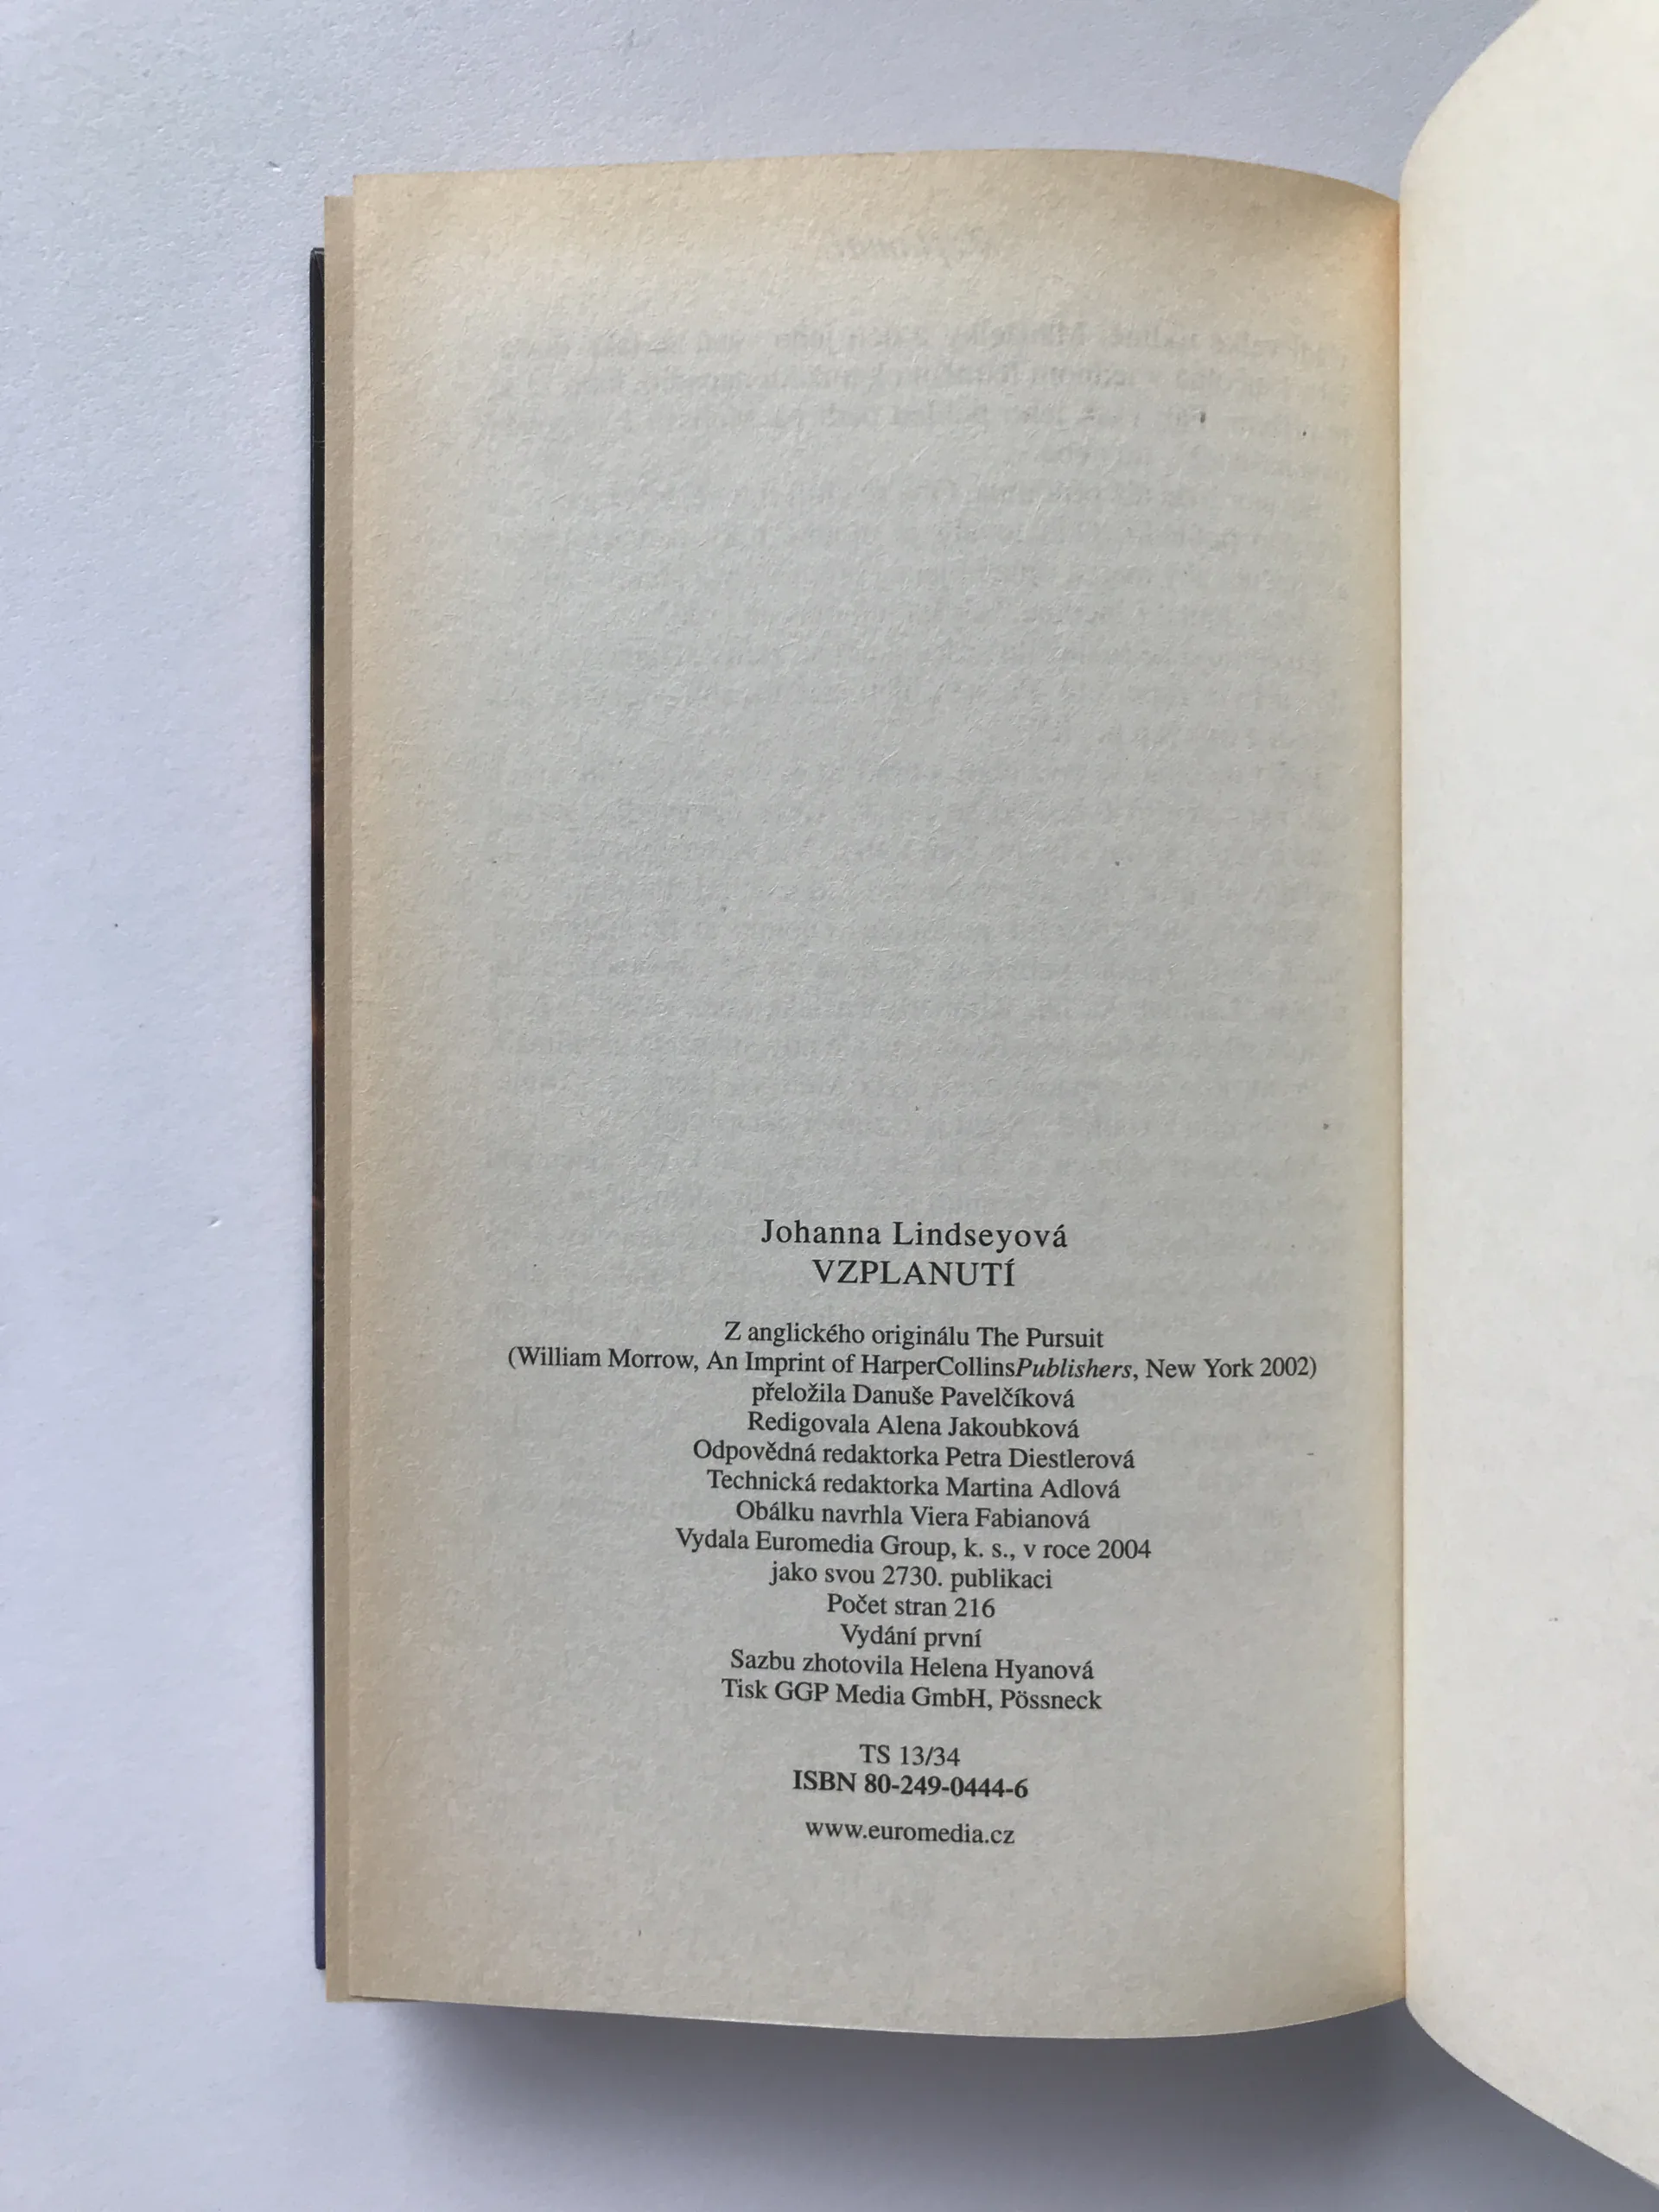 Johanna Lindseyová
VZPLANUTÍ
Z anglického originálu The Pursuit
(William Morrow, An Imprint of HarperCollinsPublishers, New York 2002)
přeložila Danuše Pavelčíková
Redigovala Alena Jakoubková
Odpovědná redaktorka Petra Diestlerová
Technická redaktorka Martina Adlová
Obálku navrhla Viera Fabianová
Vydala Euromedia Group, k. s., v roce 2004
jako svou 2730. publikaci
Počet stran 216
Vydání první
Sazbu zhotovila Helena Hyanová
Tisk GGP Media GmbH, Pössneck
TS 13/34
ISBN 80-249-0444-6
www.euromedia.cz